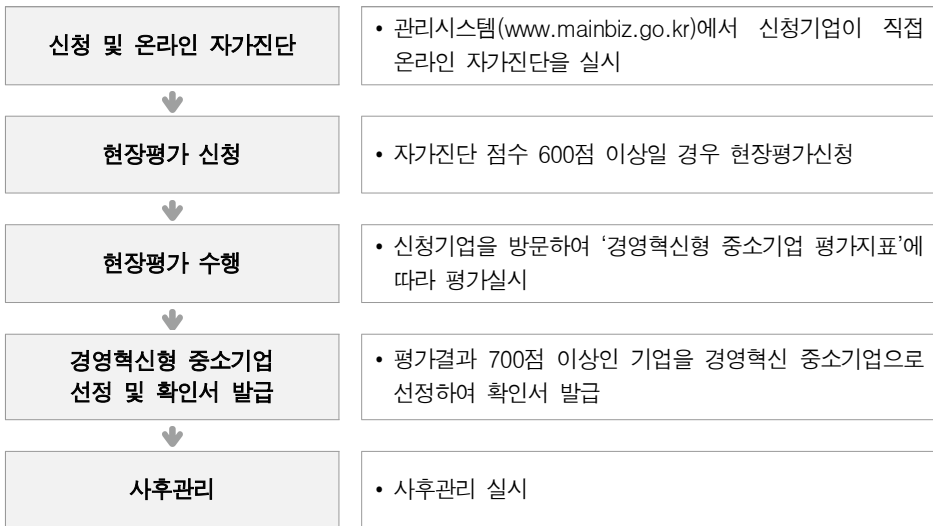 신청 및 온라인 자가진단
• 관리시스템(www.mainbiz.go.kr)에서 신청기업이 직접
온라인 자가진단을 실시
현장평가 신청
• 자가진단 점수 600점 이상일 경우 현장평가신청
현장평가 수행
• 신청기업을 방문하여 ‘경영혁신형 중소기업 평가지표’에
따라 평가실시
경영혁신형 중소기업
선정 및 확인서 발급
• 평가결과 700점 이상인 기업을 경영혁신 중소기업으로
선정하여 확인서 발급
사후관리
• 사후관리 실시